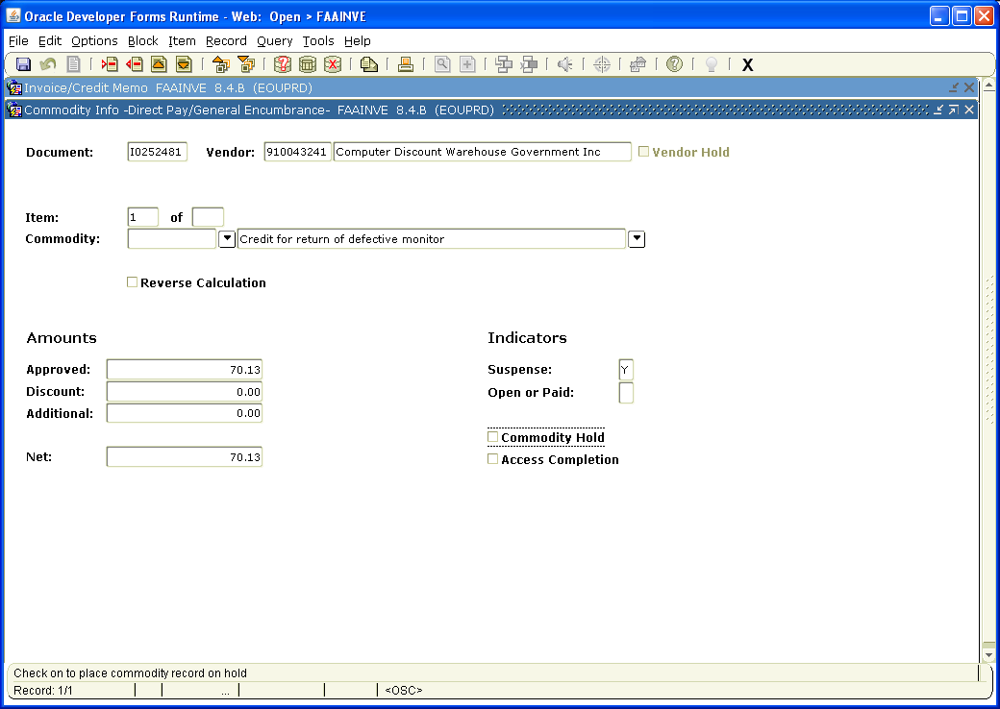 Oracle Developer Forms Runtime - Web: Open > FAAINVE
File Edit Options Block Item Record Query Tools Help
X
Invoice/Credit Memo FAAINVE 8.4.B (EOUPRD)
Commodity Info -Direct Pay/General Encumbrance- FAAINVE 8.4.B (EOUPRD)
Document: I0252481 Vendor: 910043241 Computer Discount Warehouse Government Inc Vendor Hold
Item: 1 of
Commodity: Credit for return of defective monitor
Reverse Calculation
Amounts Indicators
Approved: 70.13 Suspense: Y
Discount: 0.00 Open or Paid:
Additional: 0.00
Commodity Hold
Net: 70.13 Access Completion
Check on to place commodity record on hold
Record: 1/1 ... <OSC>